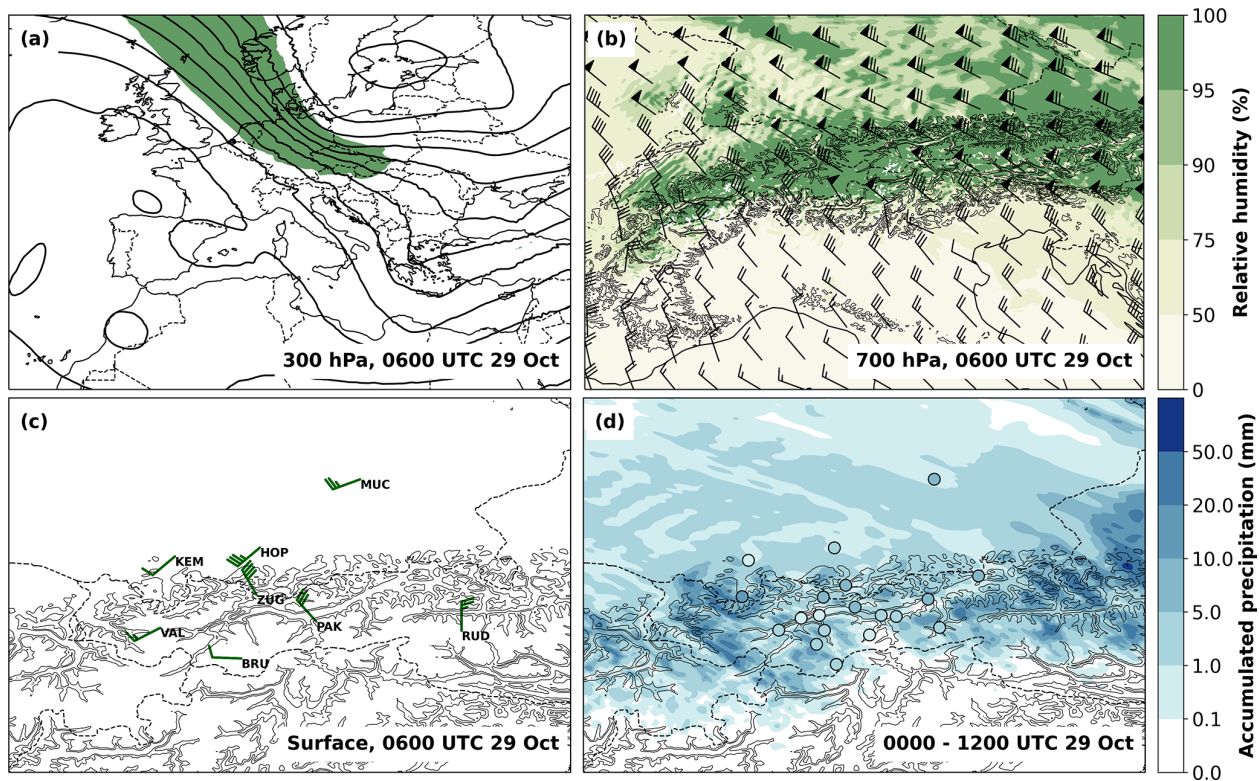 (a)
300 hPa, 0600 UTC 29 Oct
(b)
700 hPa, 0600 UTC 29 Oct
100
95
90
75
50
0
Relative humidity (%)
(c)
MUC
HOP
KEM
ZUG
PAK
VAL
RUD
BRU
Surface, 0600 UTC 29 Oct
(d)
0000 - 1200 UTC 29 Oct
50.0
20.0
10.0
5.0
1.0
0.1
0.0
Accumulated precipitation (mm)